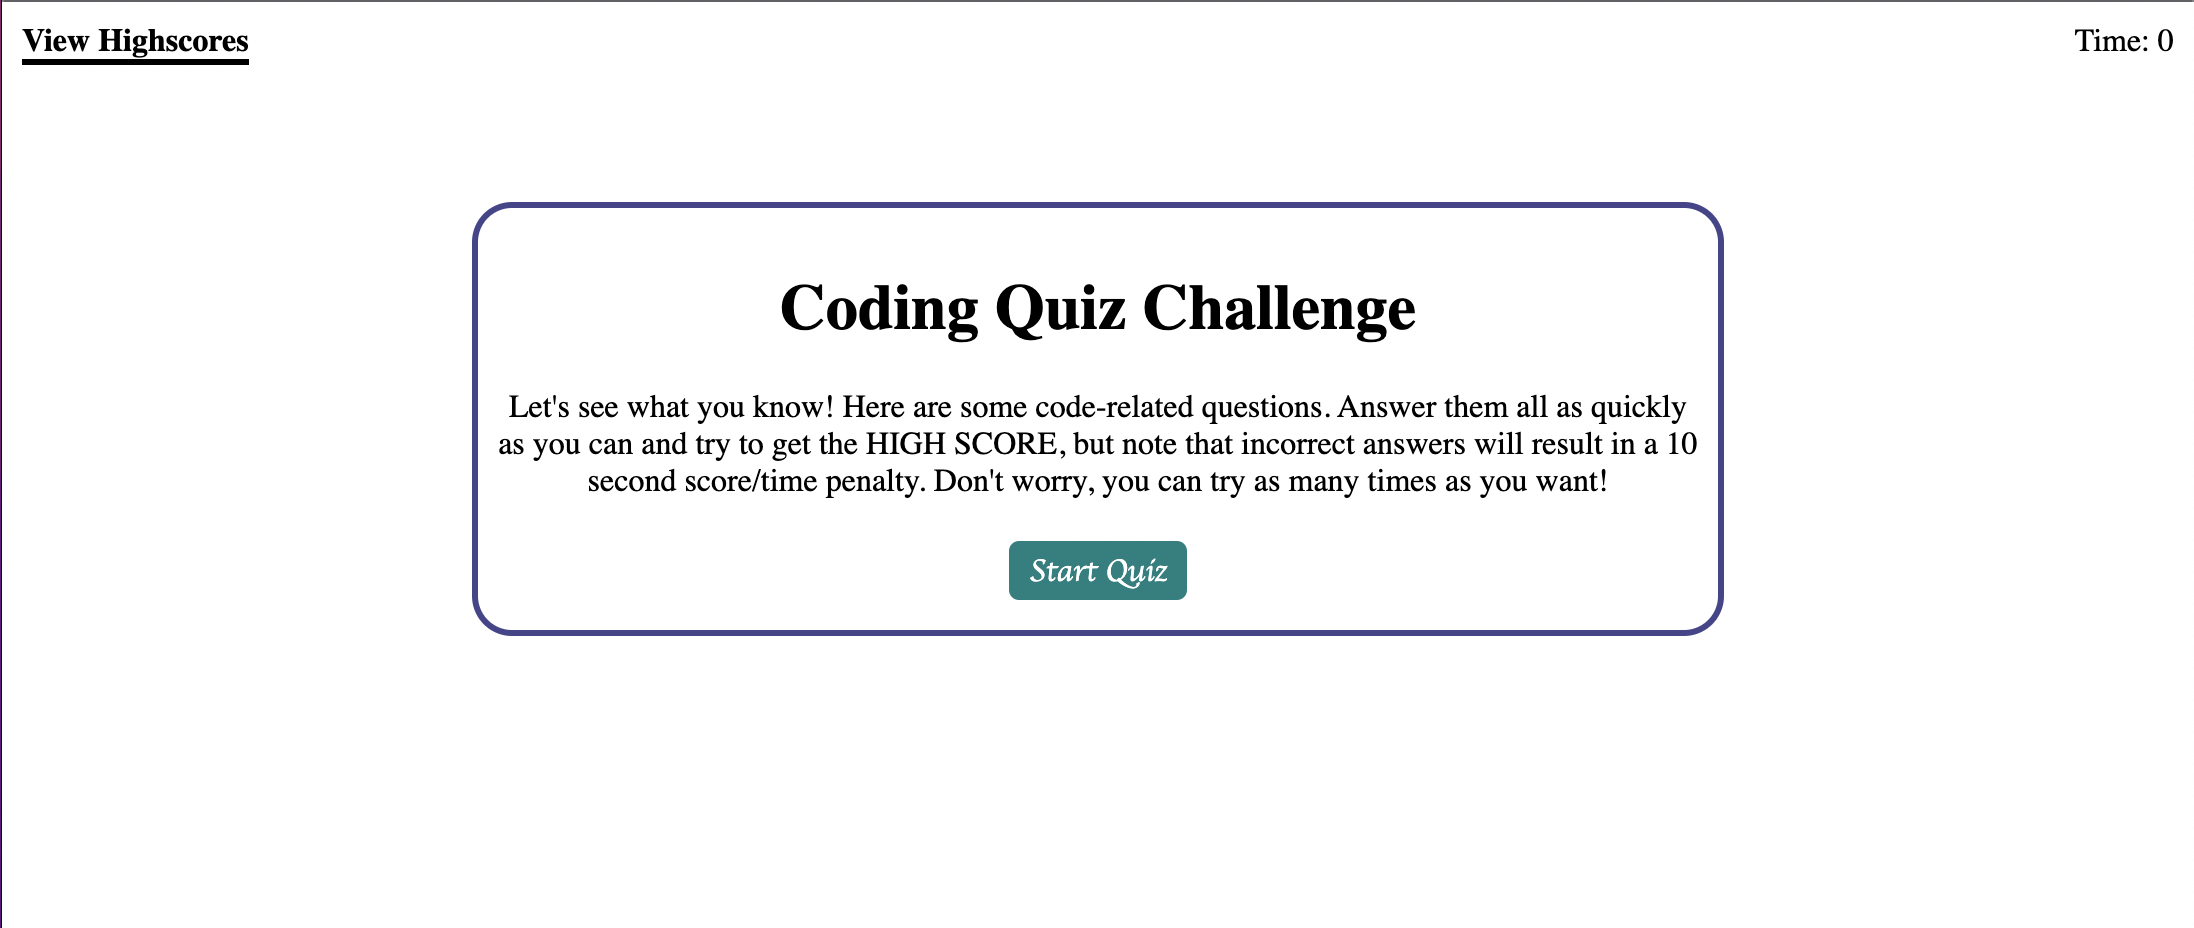 View Highscores
Time: 0
Coding Quiz Challenge
Let's see what you know! Here are some code-related questions. Answer them all as quickly
as you can and try to get the HIGH SCORE, but note that incorrect answers will result in a 10
second score/time penalty. Don't worry, you can try as many times as you want!
Start Quiz